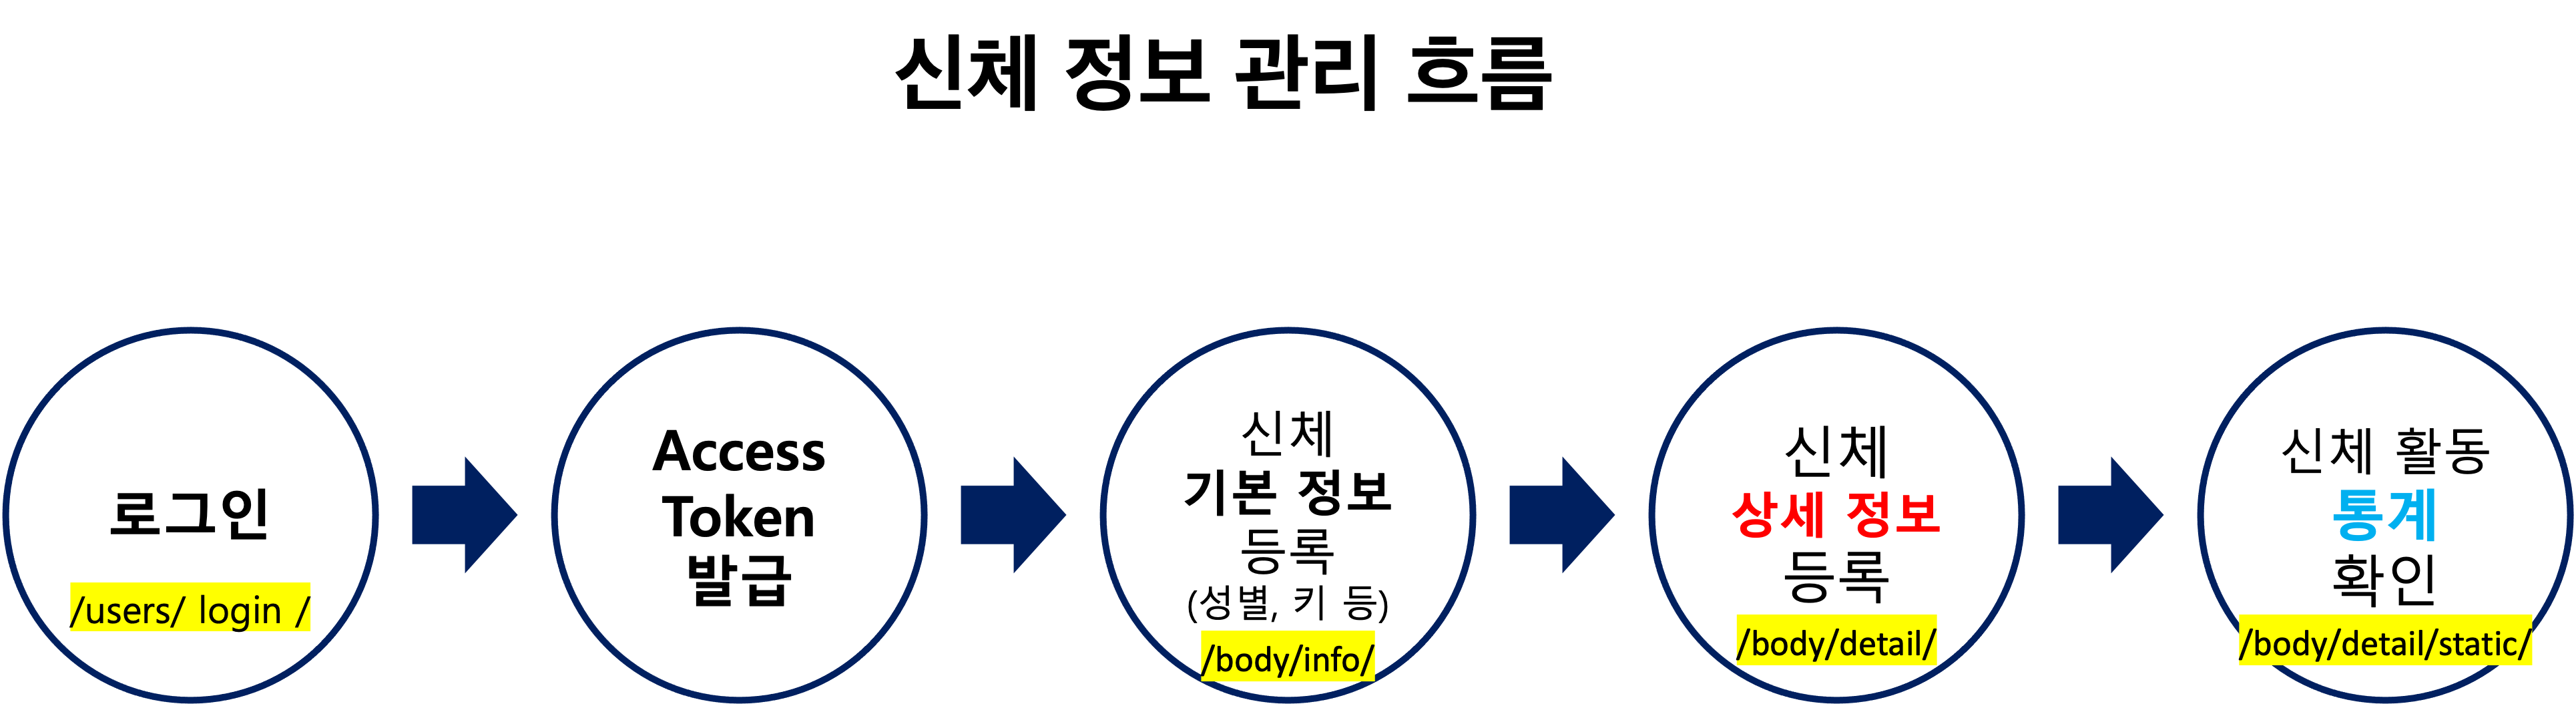 신체 정보 관리 흐름
로그인
/users/ login /
Access
Token
발급
신체
기본 정보
등록
(성별, 키 등)
/body/info/
신체
상세 정보
등록
/body/detail/
신체 활동
통계
확인
/body/detail/static/